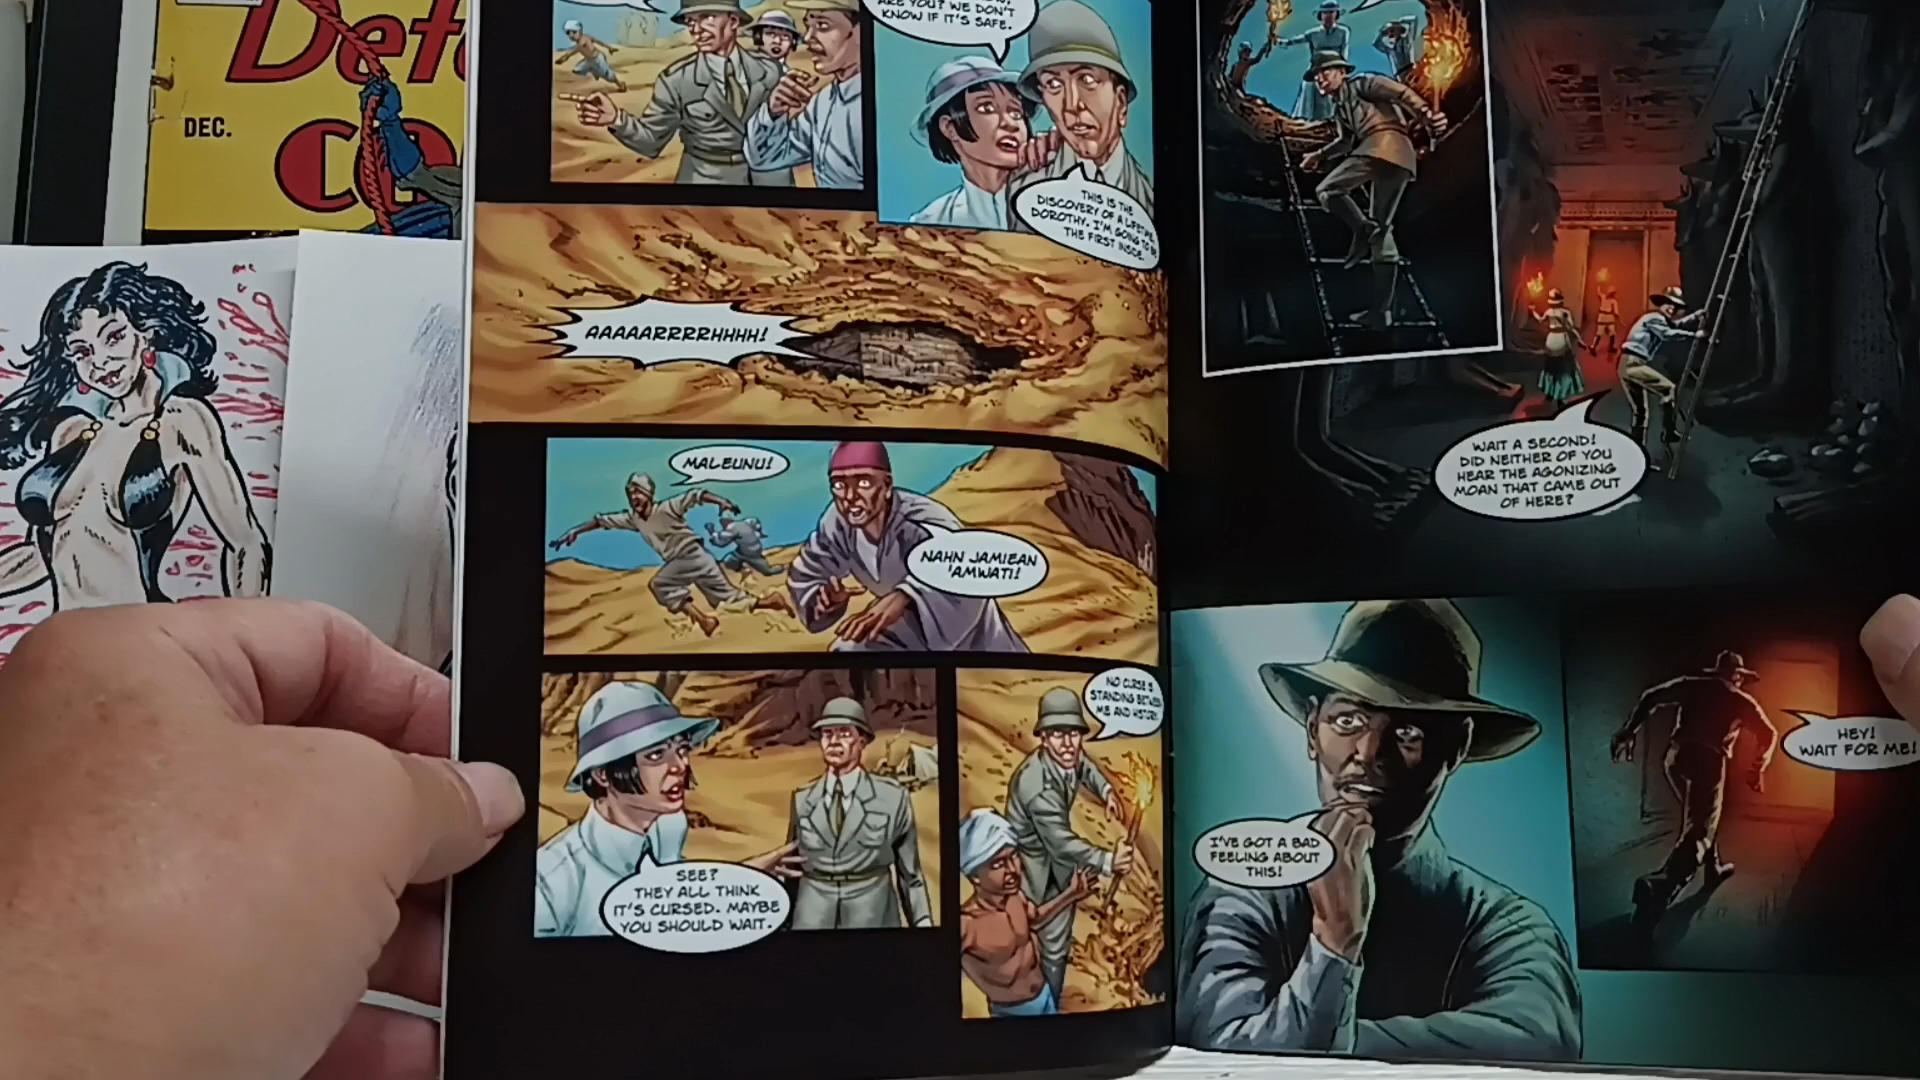 Dete
DEC.
CO
ARE YOU? WE DON'T
KNOW IF IT'S SAFE.
THIS IS THE
DISCOVERY OF A LIFETIME,
DOROTHY. I'M GOING TO BE
THE FIRST INSIDE.
AAAAARRRRHHHH!
MALEUNU!
NAHN JAMIEAN
'AMWATI!
SEE?
THEY ALL THINK
IT'S CURSED. MAYBE
YOU SHOULD WAIT.
NO CURSE IS
STANDING BETWEEN
ME AND HISTORY.
WAIT A SECOND!
DID NEITHER OF YOU
HEAR THE AGONIZING
MOAN THAT CAME OUT
OF HERE?
I'VE GOT A BAD
FEELING ABOUT
THIS!
HEY!
WAIT FOR ME!